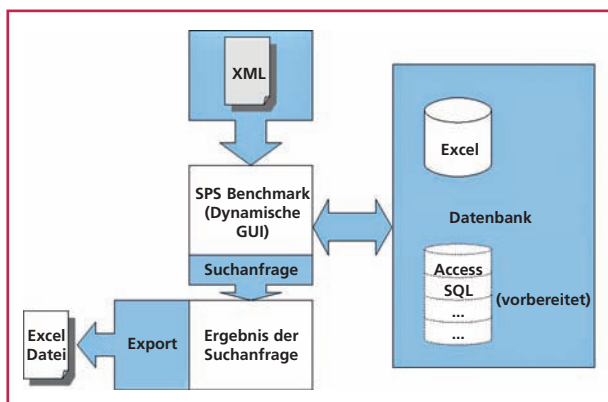 XML
SPS Benchmark
(Dynamische
GUI)
Suchanfrage
Ergebnis der
Suchanfrage
Export
Excel
Datei
Excel
Datenbank
Access
SQL
...
...
(vorbereitet)